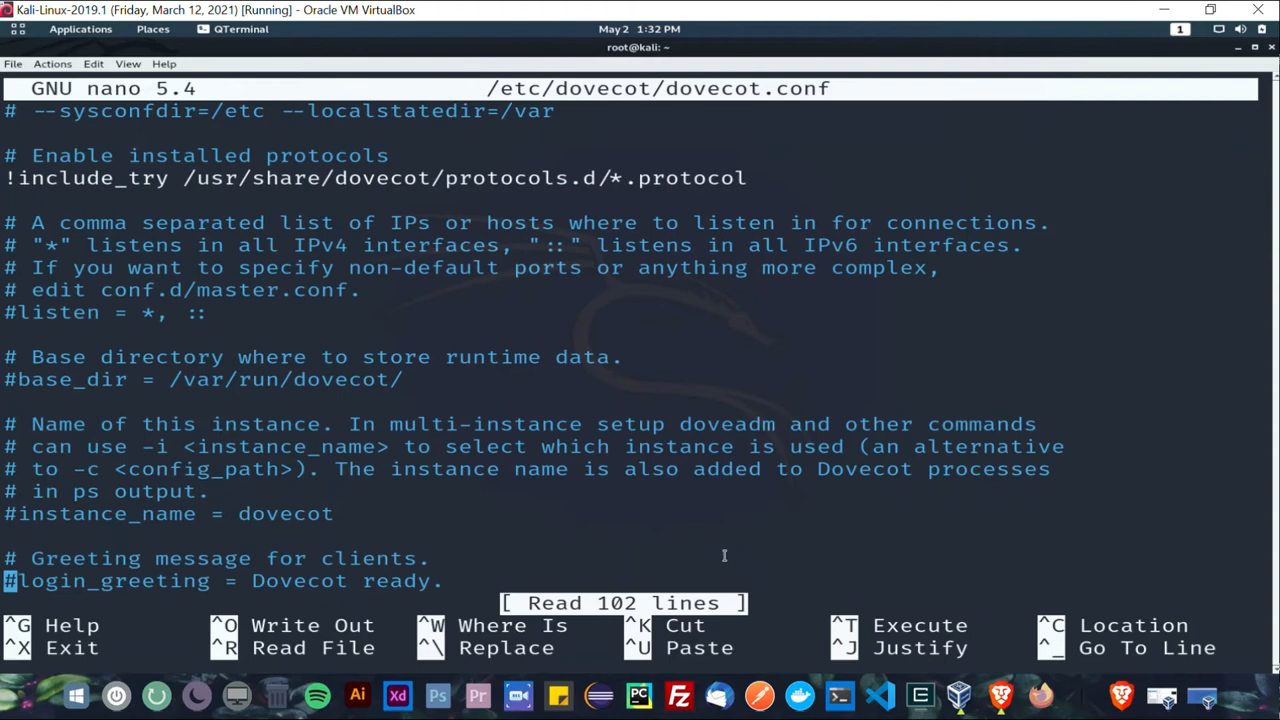 Kali-Linux-2019.1 (Friday, March 12, 2021) [Running] - Oracle VM VirtualBox
Applications Places QTerminal May 2 1:32 PM 1
root@kali: ~
File Actions Edit View Help
GNU nano 5.4 /etc/dovecot/dovecot.conf
# --sysconfdir=/etc --localstatedir=/var
# Enable installed protocols
!include_try /usr/share/dovecot/protocols.d/*.protocol
# A comma separated list of IPs or hosts where to listen in for connections.
# "*" listens in all IPv4 interfaces, "::" listens in all IPv6 interfaces.
# If you want to specify non-default ports or anything more complex,
# edit conf.d/master.conf.
#listen = *, ::
# Base directory where to store runtime data.
#base_dir = /var/run/dovecot/
# Name of this instance. In multi-instance setup doveadm and other commands
# can use -i <instance_name> to select which instance is used (an alternative
# to -c <config_path>). The instance name is also added to Dovecot processes
# in ps output.
#instance_name = dovecot
# Greeting message for clients.
#login_greeting = Dovecot ready.
[ Read 102 lines ]
^G Help ^O Write Out ^W Where Is ^K Cut ^T Execute ^C Location
^X Exit ^R Read File ^\ Replace ^U Paste ^J Justify ^_ Go To Line
Ai Xd Ps Pr PC Fz